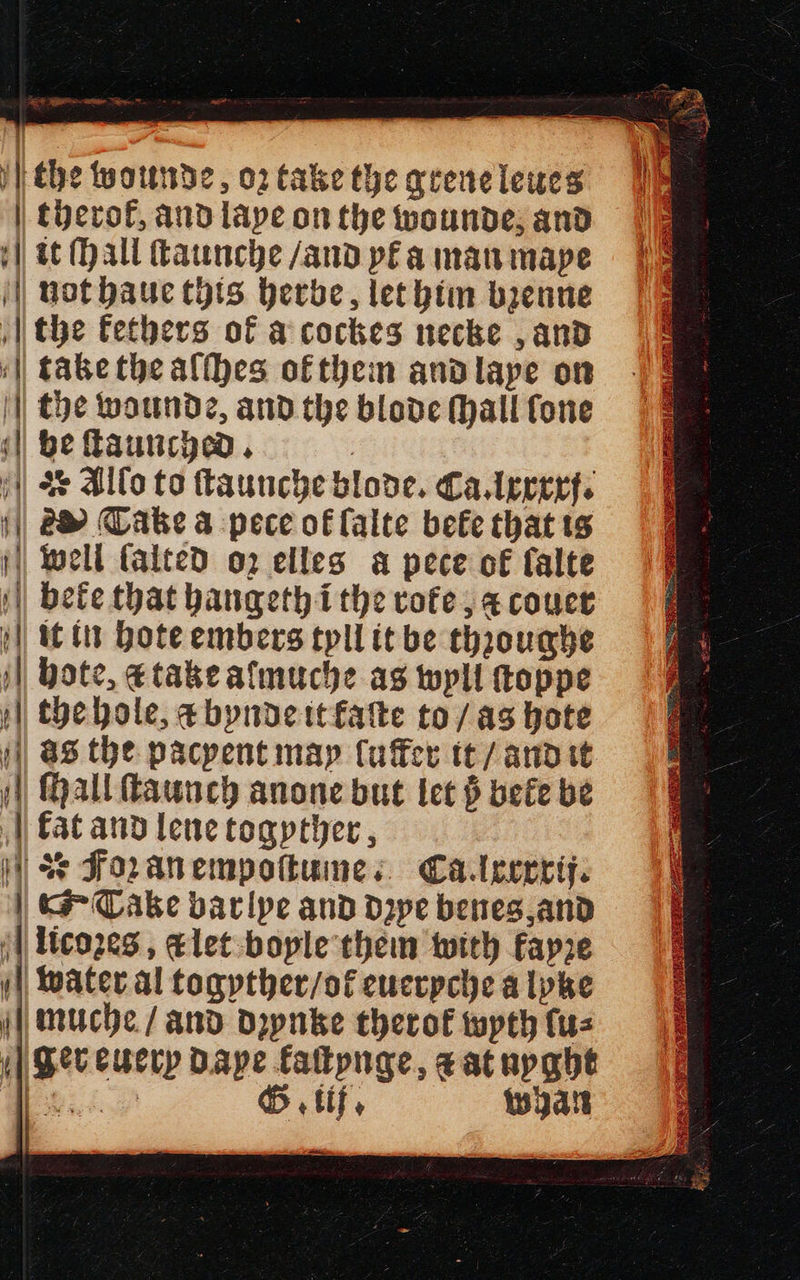 the wounde, or take the grene leues
therof, and laye on the wounde, and
it ſhall ſtaunche / and yf a man maye
not haue this herbe, let him brenne
the fethers of a cockes necke, and
take the aſſhes of them and laye on
the wounde, and the blode ſhall ſone
be ſtaunched.
❧ Alſo to ſtaunche blode. Ca.lxxxxj.
☙ Take a pece of ſalte befe that is
well ſalted or elles a pece of ſalte
befe that hangeth ī the rofe, & couer
it in hote embers tyll it be throughe
hote, & take aſmuche as wyll ſtoppe
the hole, & bynde it faſte to / as hote
as the pacyent may ſuffer it / and it
ſhall ſtaunch anone but let þͤ befe be
fat and lene togyther,
❧ For an empoſtume. Ca.lxxxxij.
☞ Take barlye and drye benes, and
licores, & let boyle them with fayre
water al togyther / of eueryche a lyke
muche / and drynke therof wyth ſu-
ger euery daye faſtynge, & at nyght
G.iij. whan